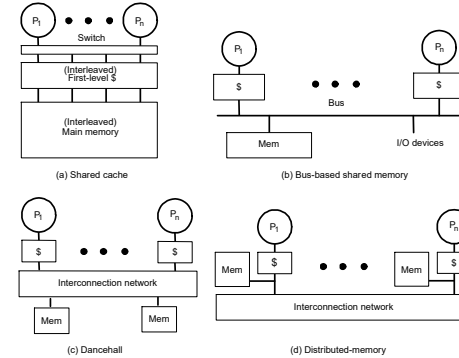 P1 Pn
Switch
(Interleaved)
First-level $
(Interleaved)
Main memory
(a) Shared cache
P1 Pn
$ $
Bus
Mem I/O devices
(b) Bus-based shared memory
P1 Pn
$ $
Interconnection network
Mem Mem
(c) Dancehall
P1 Pn
Mem $ Mem $
Interconnection network
(d) Distributed-memory